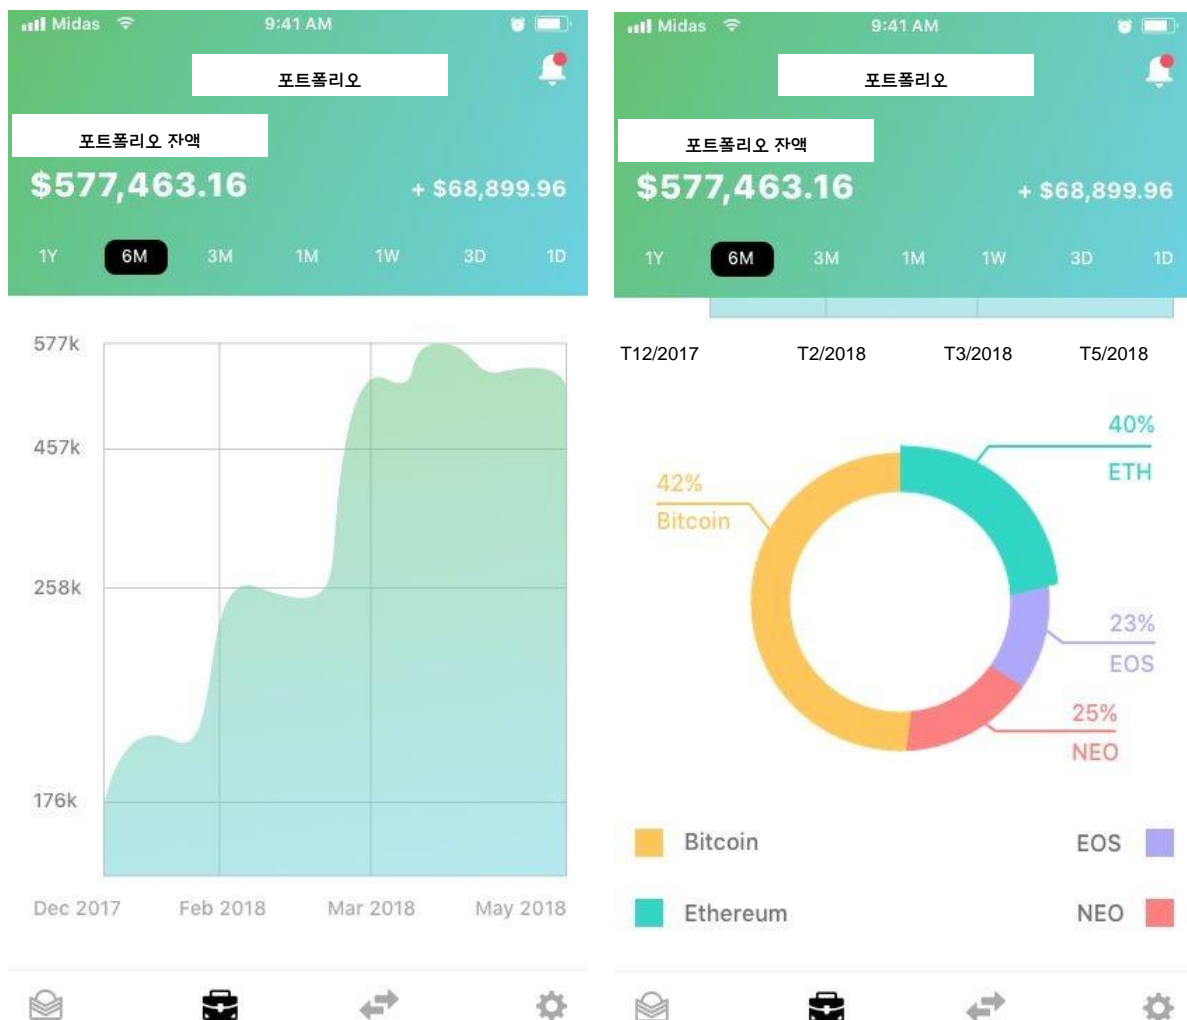 Midas 9:41 AM
포트폴리오
포트폴리오 잔액
$577,463.16 + $68,899.96
1Y 6M 3M 1M 1W 3D 1D
577k
457k
258k
176k
Dec 2017 Feb 2018 Mar 2018 May 2018
Midas 9:41 AM
포트폴리오
포트폴리오 잔액
$577,463.16 + $68,899.96
1Y 6M 3M 1M 1W 3D 1D
T12/2017 T2/2018 T3/2018 T5/2018
40%
ETH
42%
Bitcoin
23%
EOS
25%
NEO
Bitcoin EOS
Ethereum NEO